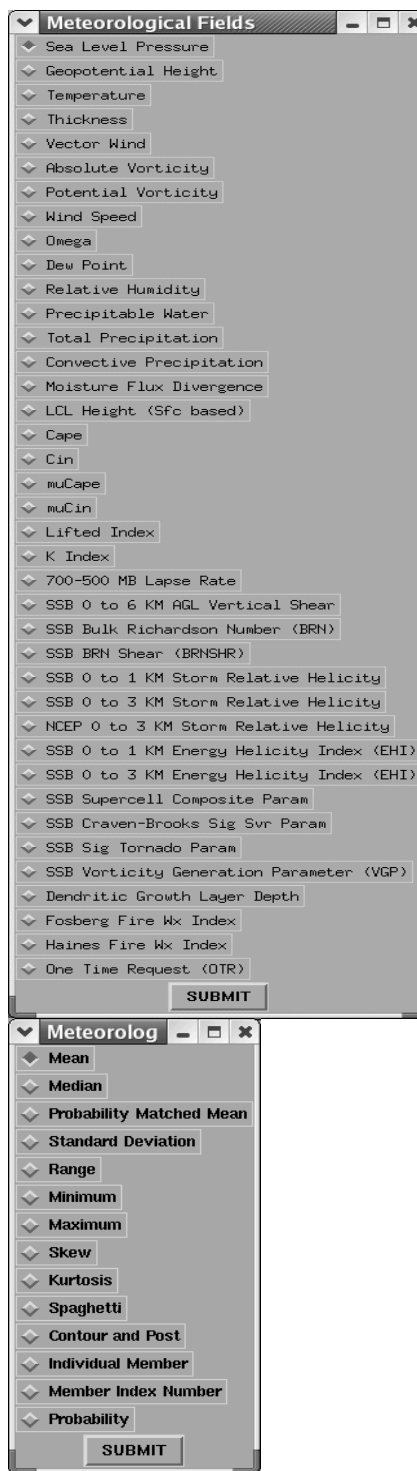 Meteorological Fields
Sea Level Pressure
Geopotential Height
Temperature
Thickness
Vector Wind
Absolute Vorticity
Potential Vorticity
Wind Speed
Omega
Dew Point
Relative Humidity
Precipitable Water
Total Precipitation
Convective Precipitation
Moisture Flux Divergence
LCL Height (Sfc based)
Cape
Cin
muCape
muCin
Lifted Index
K Index
700-500 MB Lapse Rate
SSB 0 to 6 KM AGL Vertical Shear
SSB Bulk Richardson Number (BRN)
SSB BRN Shear (BRNSHR)
SSB 0 to 1 KM Storm Relative Helicity
SSB 0 to 3 KM Storm Relative Helicity
NCEP 0 to 3 KM Storm Relative Helicity
SSB 0 to 1 KM Energy Helicity Index (EHI)
SSB 0 to 3 KM Energy Helicity Index (EHI)
SSB Supercell Composite Param
SSB Craven-Brooks Sig Svr Param
SSB Sig Tornado Param
SSB Vorticity Generation Parameter (VGP)
Dendritic Growth Layer Depth
Fosberg Fire Wx Index
Haines Fire Wx Index
One Time Request (OTR)
SUBMIT
Meteorolog
Mean
Median
Probability Matched Mean
Standard Deviation
Range
Minimum
Maximum
Skew
Kurtosis
Spaghetti
Contour and Post
Individual Member
Member Index Number
Probability
SUBMIT